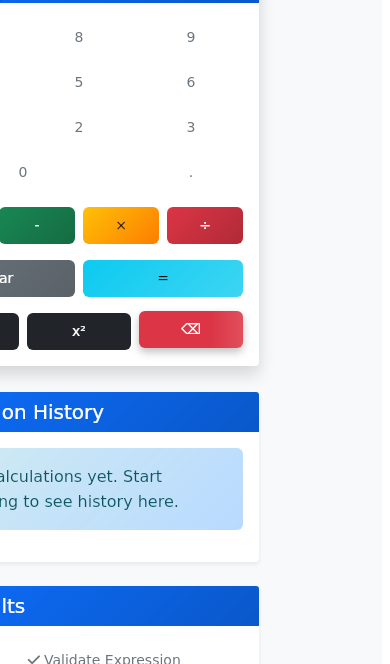 8 9
5 6
2 3
0 .
- × ÷
ar =
x² ⌫
on History
alculations yet. Start
ng to see history here.
lts
Validate Expression